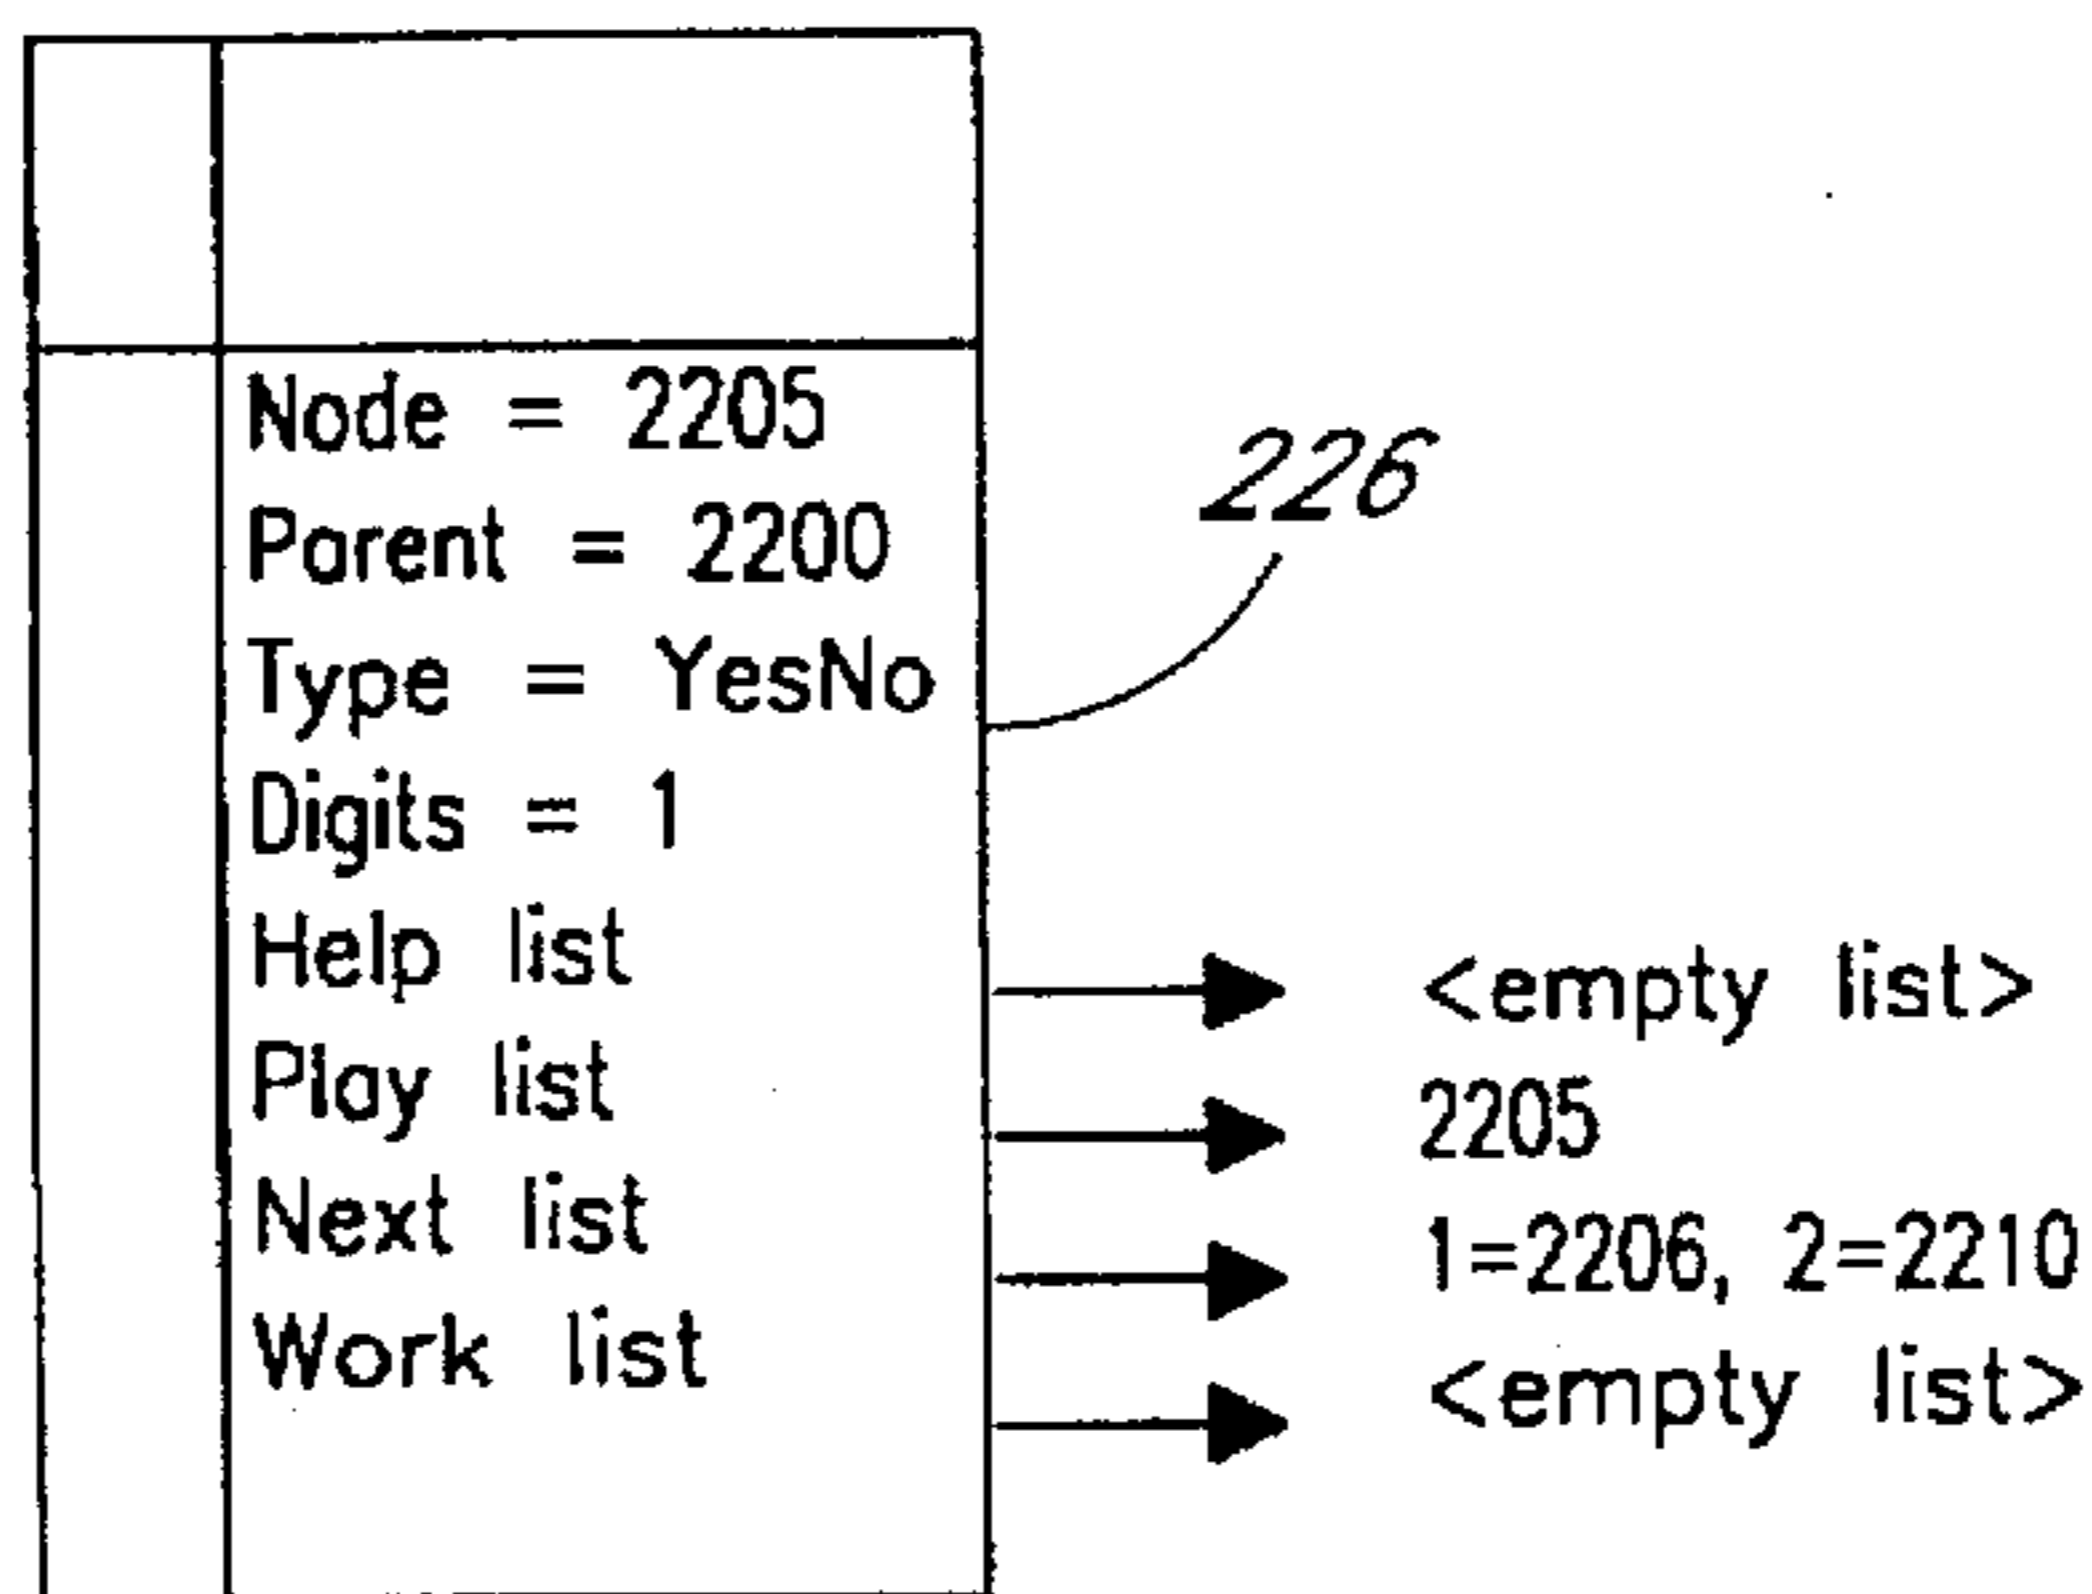 Node = 2205
226
Parent = 2200
Type = YesNo
Digits = 1
Help list
<empty list>
Play list
2205
Next list
1=2206, 2=2210
Work list
<empty list>